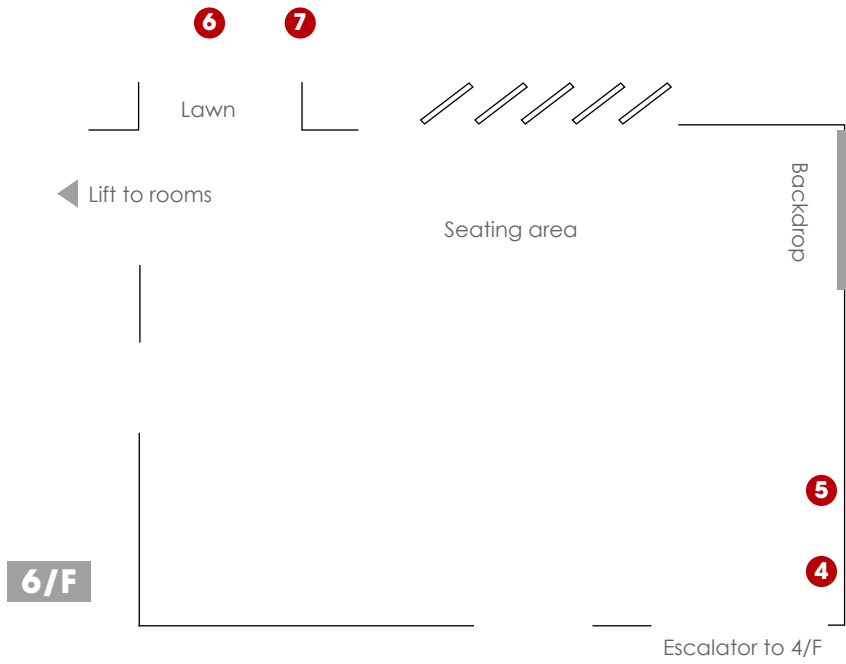 6 7
Lawn
Lift to rooms
Backdrop
Seating area
5
4
6/F
Escalator to 4/F